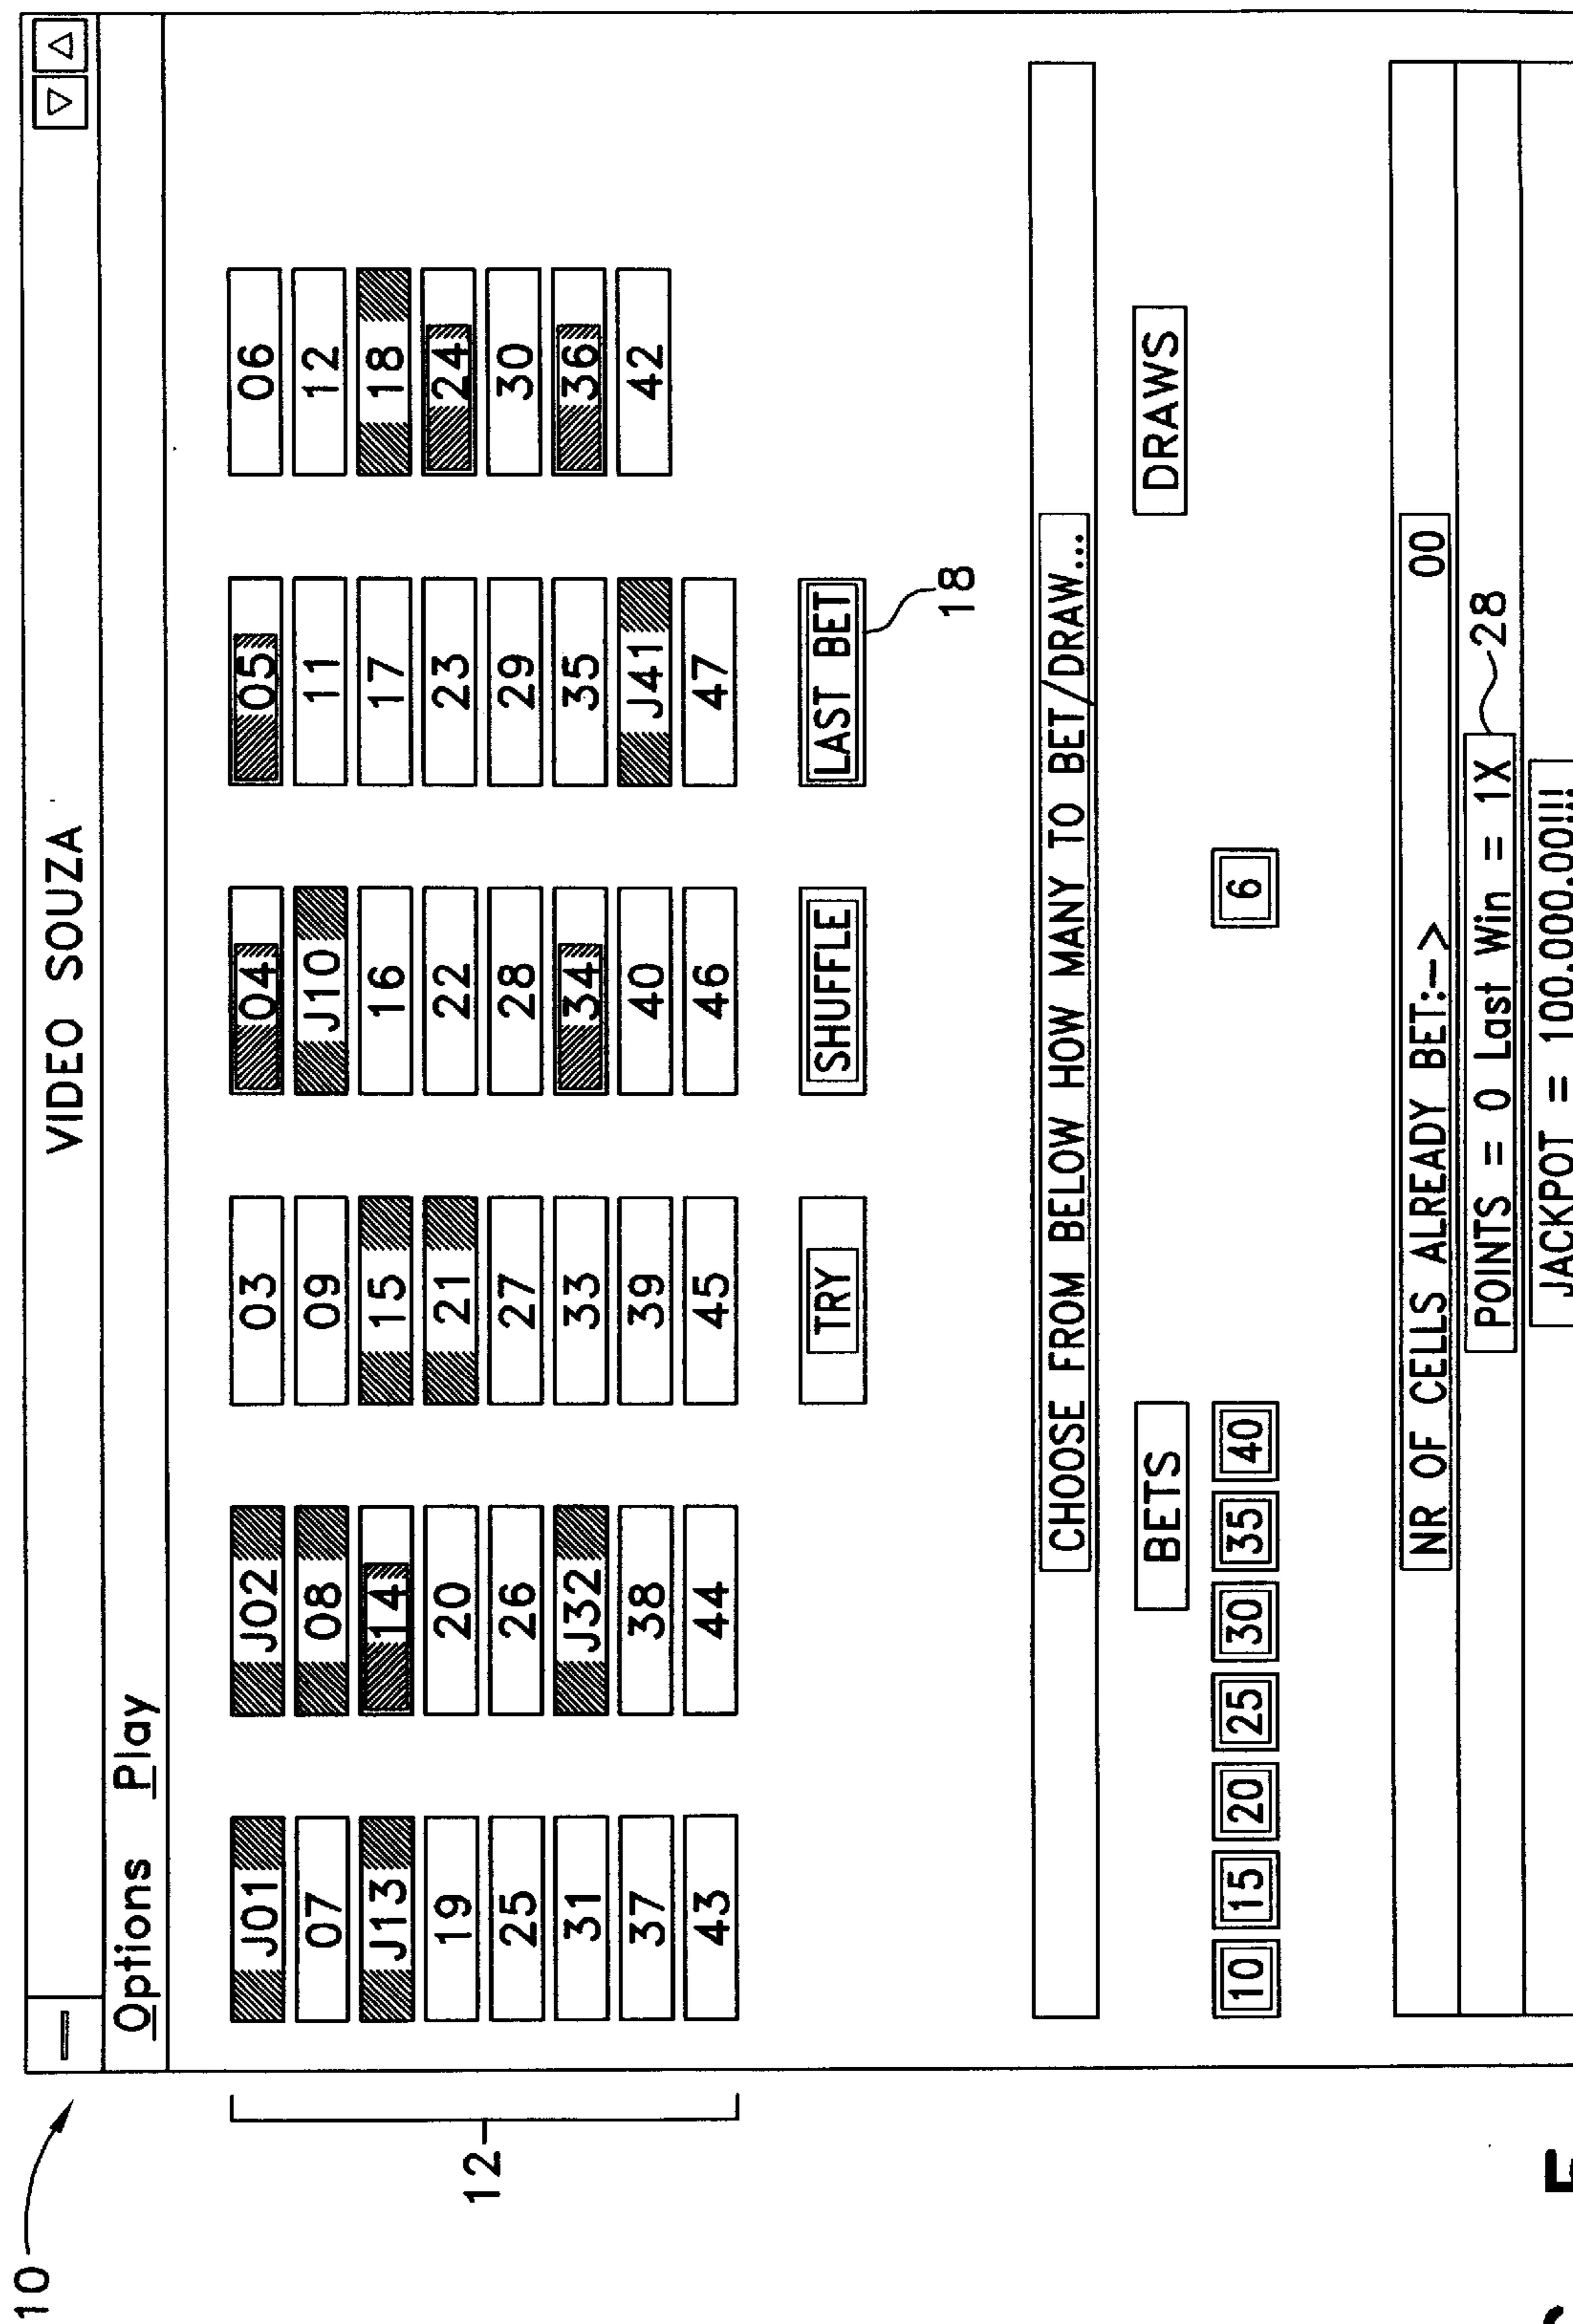 10
VIDEO SOUZA
Options Play
J01 J02 03 04 05 06
07 08 09 J10 11 12
J13 14 15 16 17 18
19 20 21 22 23 24
25 26 27 28 29 30
31 J32 33 34 35 36
37 38 39 40 J41 42
43 44 45 46 47
12
TRY SHUFFLE LAST BET
18
CHOOSE FROM BELOW HOW MANY TO BET/DRAW...
BETS DRAWS
10 15 20 25 30 35 40 6
NR OF CELLS ALREADY BET:-> 00
POINTS = 0 Last Win = 1X
28
JACKPOT = 100.000.00!!!